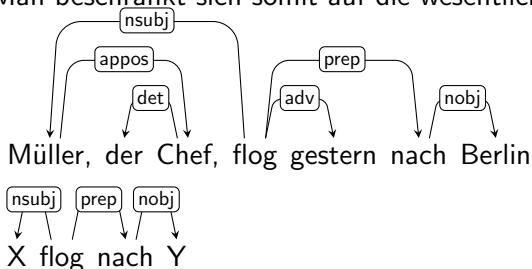 Man beschränkt sich somit auf die wesentlic
nsubj
appos prep
det adv nobj
Müller, der Chef, flog gestern nach Berlin
nsubj prep nobj
X flog nach Y